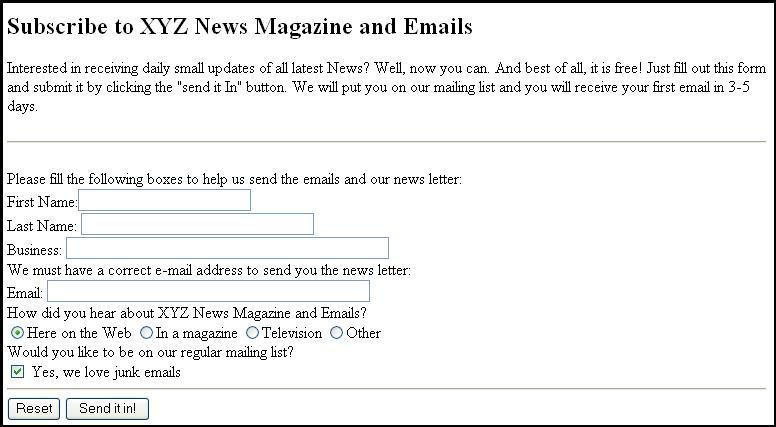 Subscribe to XYZ News Magazine and Emails
Interested in receiving daily small updates of all latest News? Well, now you can. And best of all, it is free! Just fill out this form
and submit it by clicking the "send it In" button. We will put you on our mailing list and you will receive your first email in 3-5
days.
Please fill the following boxes to help us send the emails and our news letter:
First Name:
Last Name:
Business:
We must have a correct e-mail address to send you the news letter:
Email:
How did you hear about XYZ News Magazine and Emails?
Here on the Web In a magazine Television Other
Would you like to be on our regular mailing list?
Yes, we love junk emails
Reset Send it in!